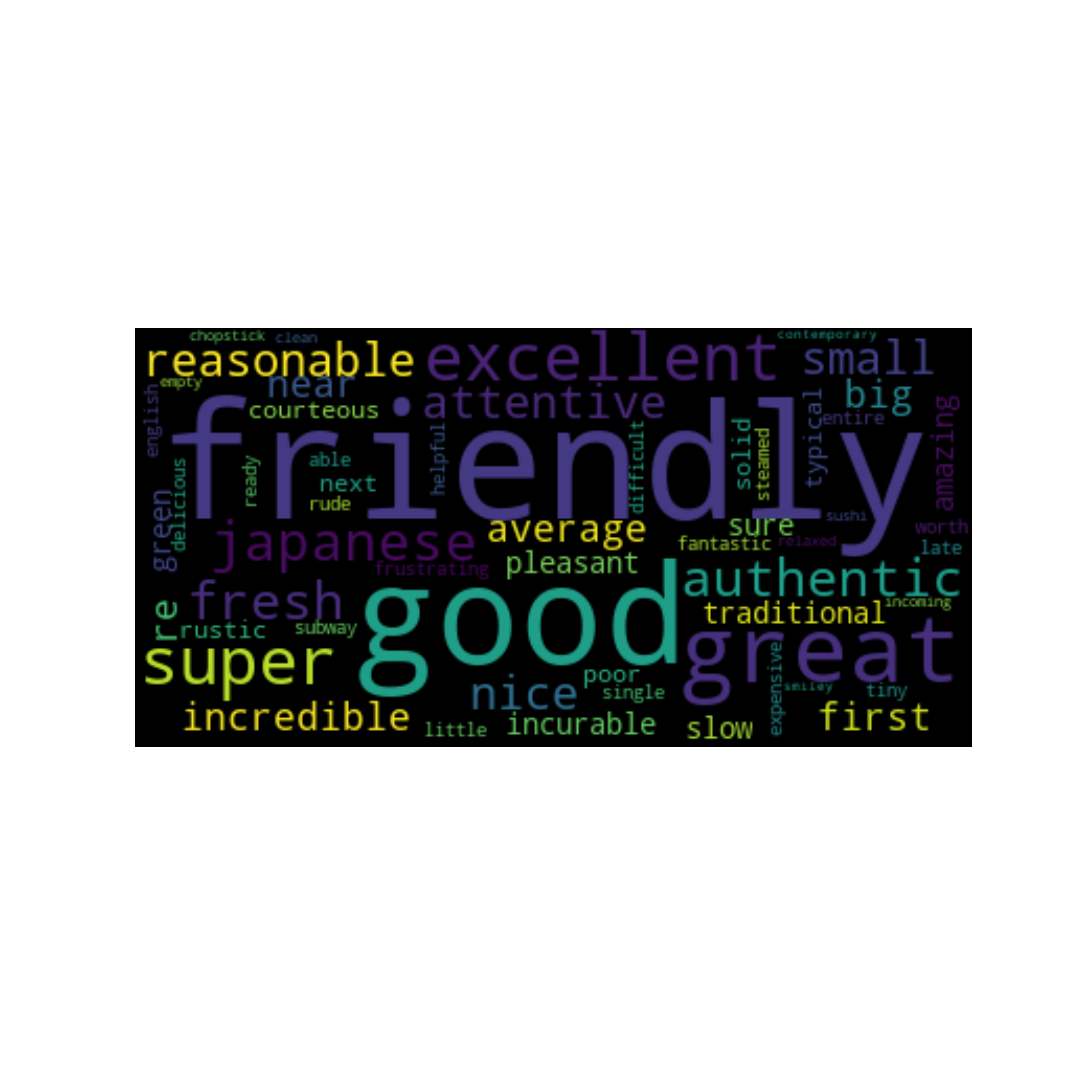 chopstick clean contemporary
reasonable excellent small
empty near big
english courteous attentive typical entire amazing
friendly
delicious green ready able next rude helpful difficult solid steamed
japanese average sure sushi worth
frustrating pleasant fantastic relaxed late
re fresh good authentic
rustic subway traditional incoming
super great
nice poor single expensive smiley tiny
incredible little incurable slow first